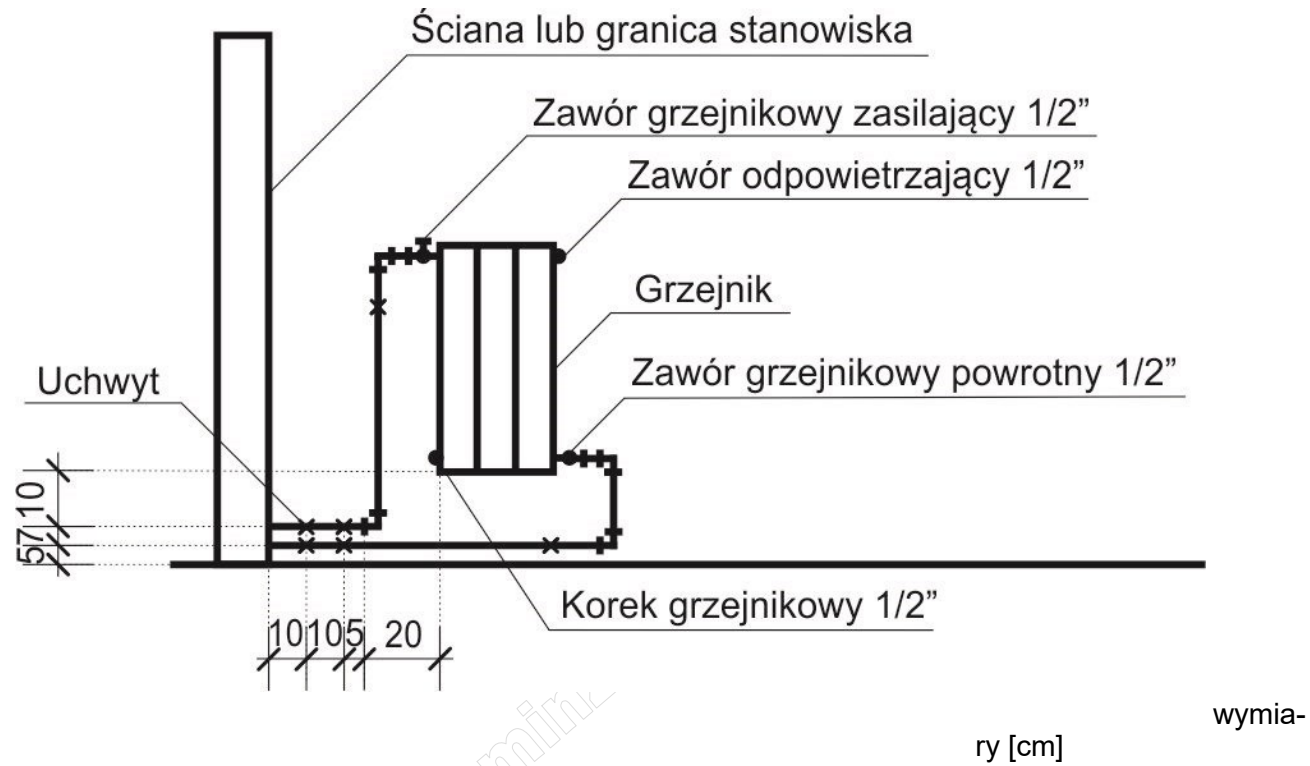 Ściana lub granica stanowiska
Zawór grzejnikowy zasilający 1/2”
Zawór odpowietrzający 1/2”
Grzejnik
Zawór grzejnikowy powrotny 1/2”
Uchwyt
10
7
5
Korek grzejnikowy 1/2”
10 10 5 20
wymia-
ry [cm]